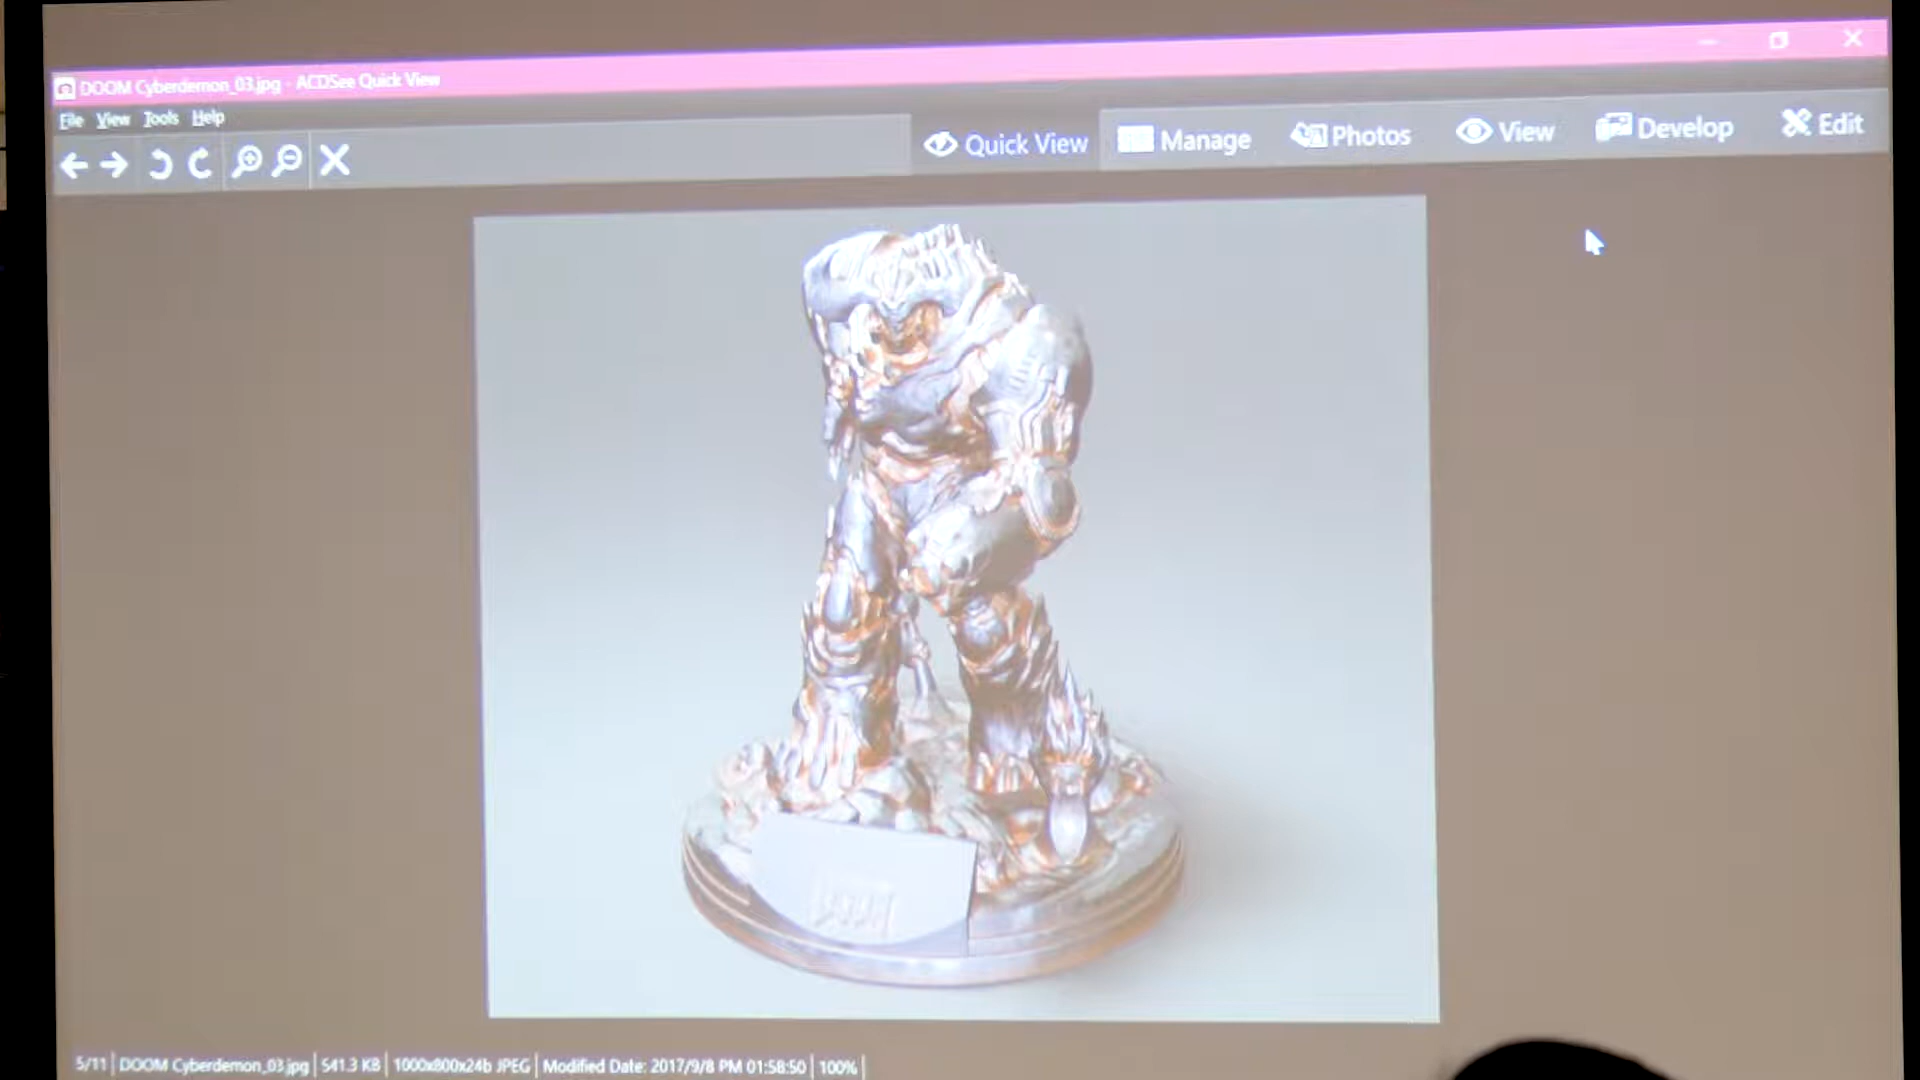 DOOM Cyberdemon_03.jpg - ACDSee Quick View
File View Tools Help
Quick View Manage Photos View Develop Edit
DOOM
5/11 DOOM Cyberdemon_03.jpg 541.3 KB 1000x800x24b JPEG Modified Date: 2017/9/8 PM 01:58:50 100%